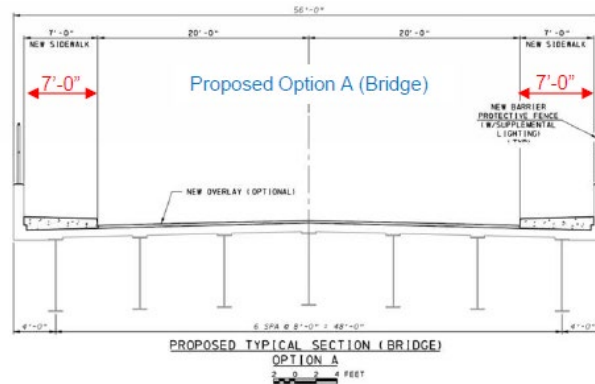 56'-0"
7'-0" 20'-0" 20'-0" 7'-0"
NEW SIDEWALK NEW SIDEWALK
7'-0" 7'-0"
Proposed Option A (Bridge)
NEW BARRIER
PROTECTIVE FENCE
(W/SUPPLEMENTAL
LIGHTING)
NEW OVERLAY (OPTIONAL)
4'-0" 6 SPA @ 8'-0" = 48'-0" 4'-0"
PROPOSED TYPICAL SECTION (BRIDGE)
OPTION A
2 0 2 4 FEET